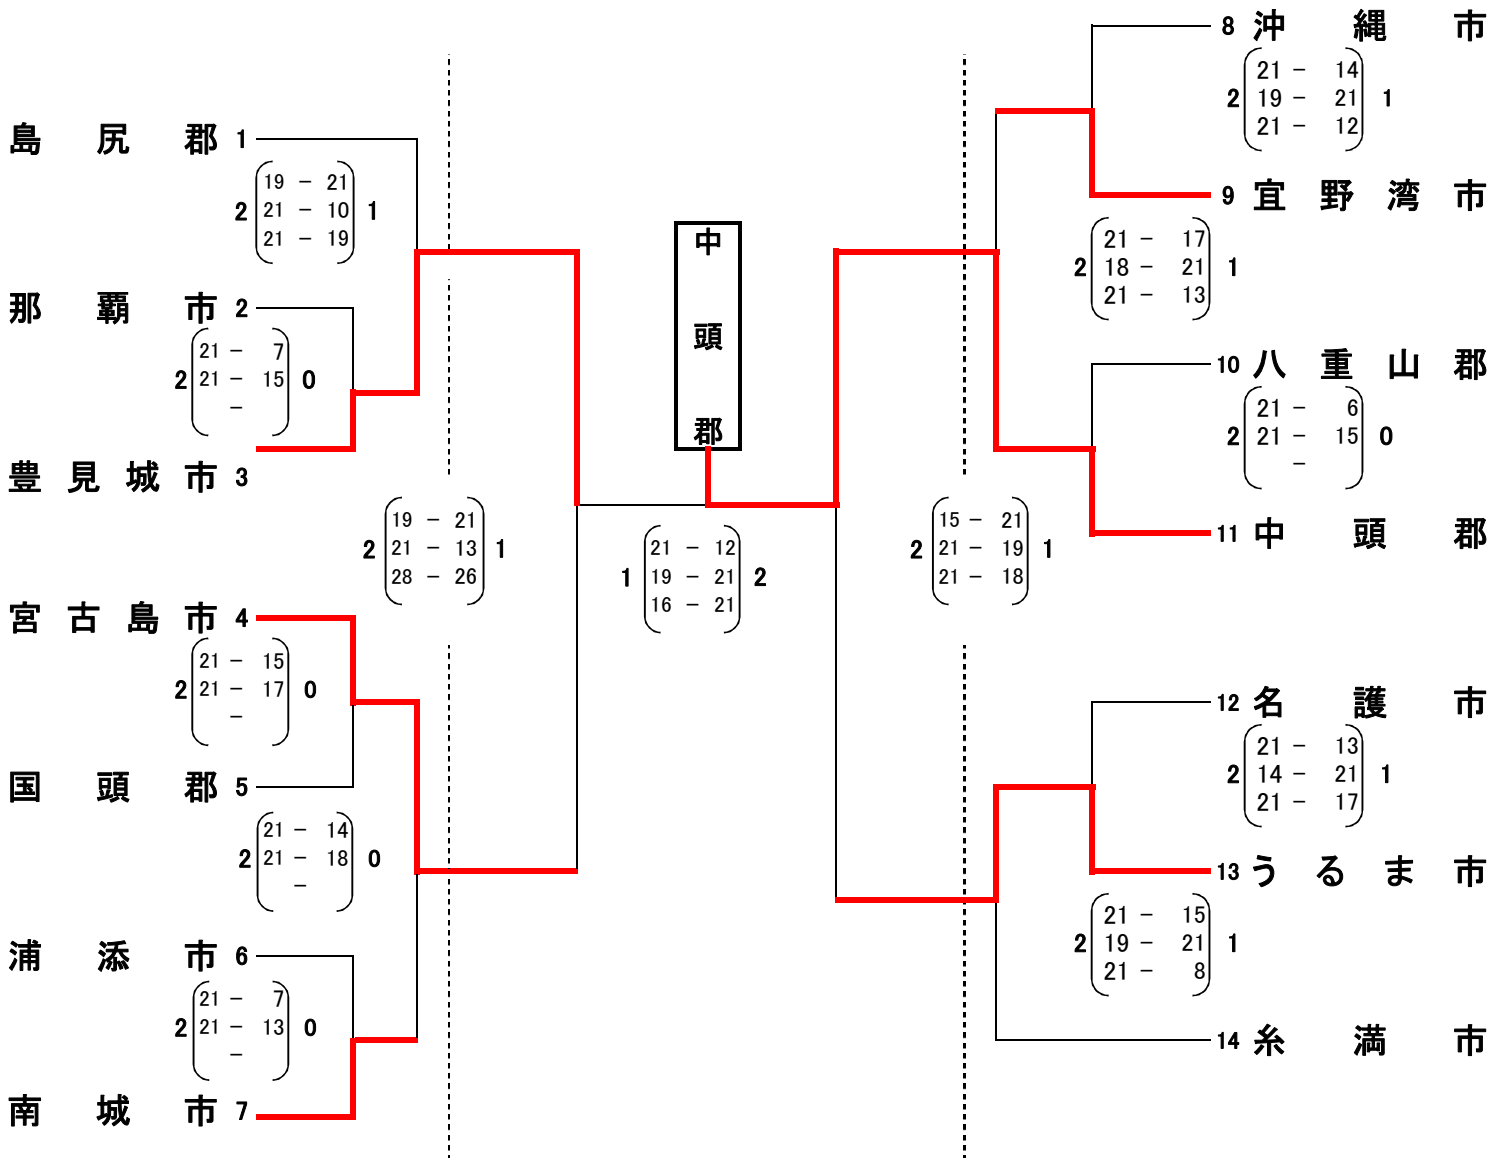 島尻郡 1
19 － 21
2 21 － 10 1
21 － 19
那覇市 2
21 － 7
2 21 － 15 0
－
豊見城市 3
19 － 21
2 21 － 13 1
28 － 26
宮古島市 4
21 － 15
2 21 － 17 0
－
国頭郡 5
21 － 14
2 21 － 18 0
－
浦添市 6
21 － 7
2 21 － 13 0
－
南城市 7
中頭郡
21 － 12
1 19 － 21 2
16 － 21
8 沖縄市
21 － 14
2 19 － 21 1
21 － 12
9 宜野湾市
21 － 17
2 18 － 21 1
21 － 13
10 八重山郡
21 － 6
2 21 － 15 0
－
11 中頭郡
15 － 21
2 21 － 19 1
21 － 18
12 名護市
21 － 13
2 14 － 21 1
21 － 17
13 うるま市
21 － 15
2 19 － 21 1
21 － 8
14 糸満市